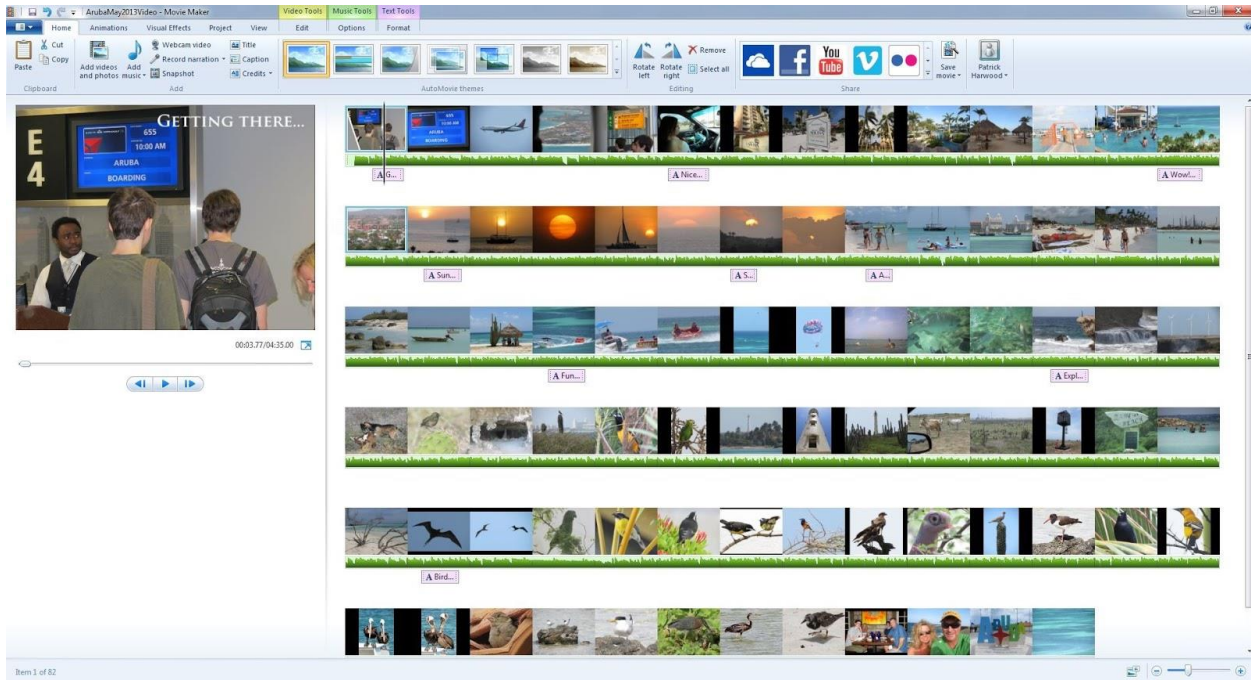 ArubaMay2013Video - Movie Maker
Video Tools
Music Tools
Text Tools
Home
Animations
Visual Effects
Project
View
Edit
Options
Format
Paste
Cut
Copy
Clipboard
Add videos
and photos
Add
music
Webcam video
Record narration
Snapshot
Title
Caption
Credits
Add
AutoMovie themes
Rotate
left
Rotate
right
Remove
Select all
Editing
You
Tube
Share
Save
movie
Patrick
Harwood
GETTING THERE...
E
4
655
10:00 AM
ARUBA
BOARDING
00:03.77/04:35.00
ARUBA
BOARDING
A G...
A Nice...
A Wow!...
A Sun...
A S...
A A...
A Fun...
A Expl...
A Bird...
Item 1 of 82